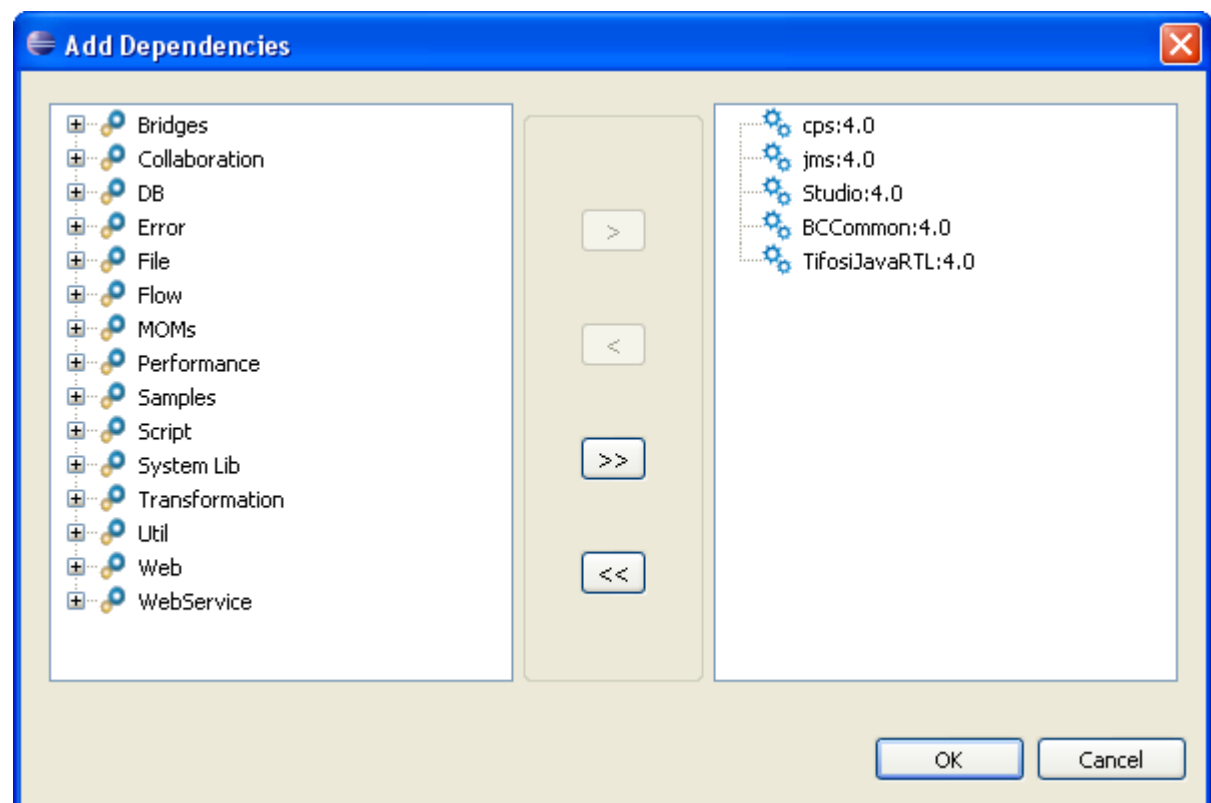 Add Dependencies
Bridges
Collaboration
DB
Error
File
Flow
MOMs
Performance
Samples
Script
System Lib
Transformation
Util
Web
WebService
>
<
>>
<<
cps:4.0
jms:4.0
Studio:4.0
BCCommon:4.0
TifosiJavaRTL:4.0
OK
Cancel